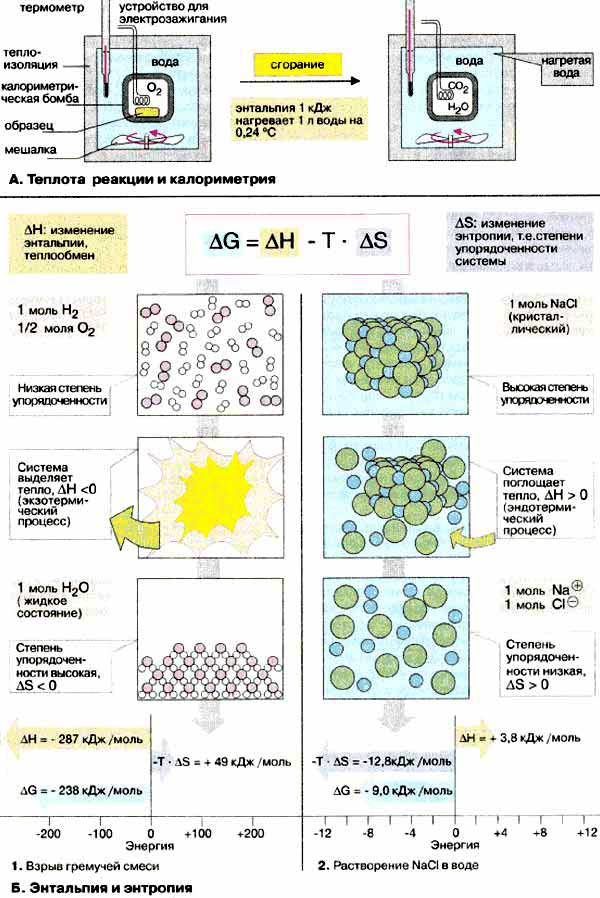 термометр
устройство для
электрозажигания
тепло-
изоляция
вода
O₂
калориметри-
ческая бомба
образец
мешалка
сгорание
энтальпия 1 кДж
нагревает 1 л воды на
0,24 °C
вода
CO₂
H₂O
нагретая
вода
А. Теплота реакции и калориметрия
ΔH: изменение
энтальпии,
теплообмен
ΔG = ΔH - T · ΔS
ΔS: изменение
энтропии, т.е.степени
упорядоченности
системы
1 моль H₂
1/2 моля O₂
Низкая степень
упорядоченности
1 моль NaCl
(кристал-
лический)
Высокая степень
упорядоченности
Система
выделяет
тепло, ΔH <0
(экзотерми-
ческий
процесс)
Система
поглощает
тепло, ΔH > 0
(эндотерми-
ческий
процесс)
1 моль H₂O
( жидкое
состояние)
Степень
упорядочен-
ности высокая,
ΔS < 0
1 моль Na⊕
1 моль Cl⊖
Степень
упорядочен-
ности низкая,
ΔS > 0
ΔH = - 287 кДж /моль
-T · ΔS = + 49 кДж /моль
ΔG = - 238 кДж /моль
-200 -100 0 +100 +200
Энергия
1. Взрыв гремучей смеси
ΔH = + 3,8 кДж /моль
-T · ΔS = -12,8кДж /моль
ΔG = - 9,0 кДж /моль
-12 -8 -4 0 +4 +8 +12
Энергия
2. Растворение NaCl в воде
Б. Энтальпия и энтропия